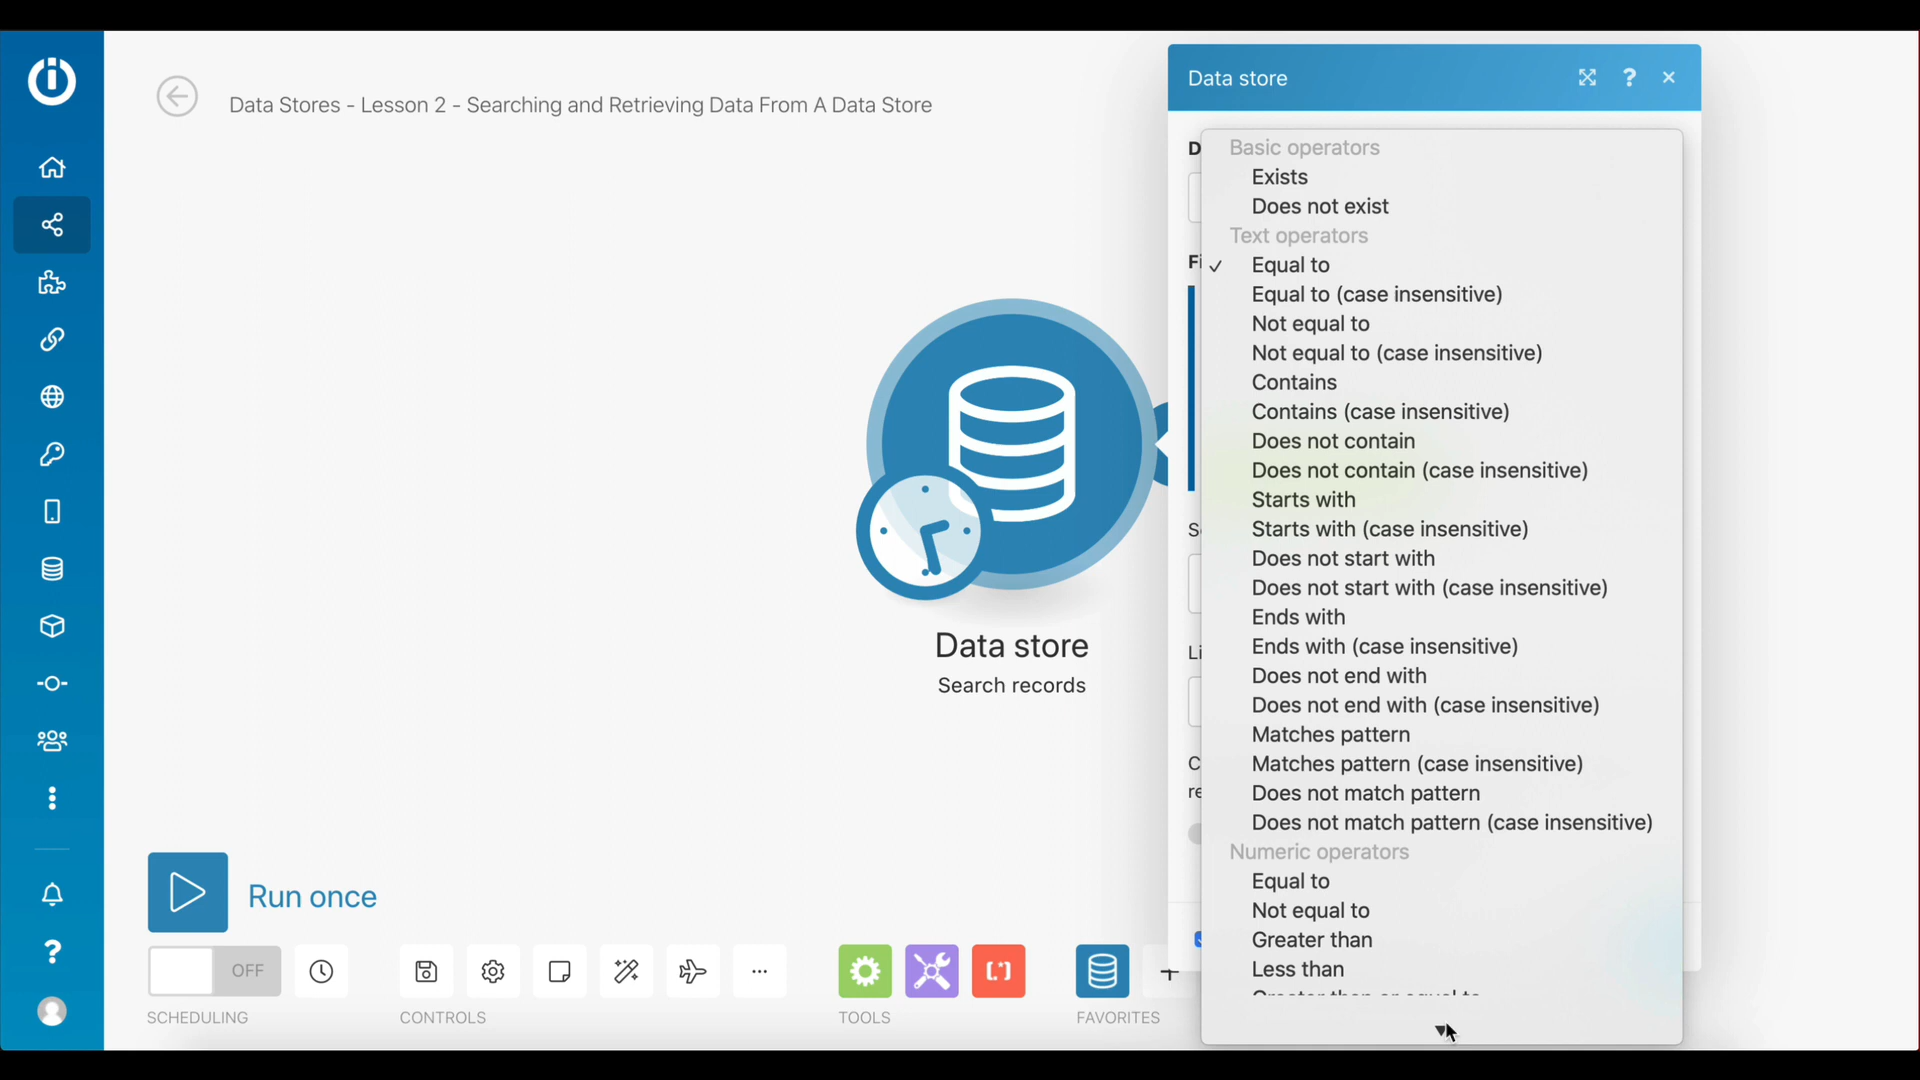 Data Stores - Lesson 2 - Searching and Retrieving Data From A Data Store
Data store
Search records
Run once
OFF
SCHEDULING
CONTROLS
TOOLS
FAVORITES
Data store
?
Basic operators
Exists
Does not exist
Text operators
Equal to
Equal to (case insensitive)
Not equal to
Not equal to (case insensitive)
Contains
Contains (case insensitive)
Does not contain
Does not contain (case insensitive)
Starts with
Starts with (case insensitive)
Does not start with
Does not start with (case insensitive)
Ends with
Ends with (case insensitive)
Does not end with
Does not end with (case insensitive)
Matches pattern
Matches pattern (case insensitive)
Does not match pattern
Does not match pattern (case insensitive)
Numeric operators
Equal to
Not equal to
Greater than
Less than